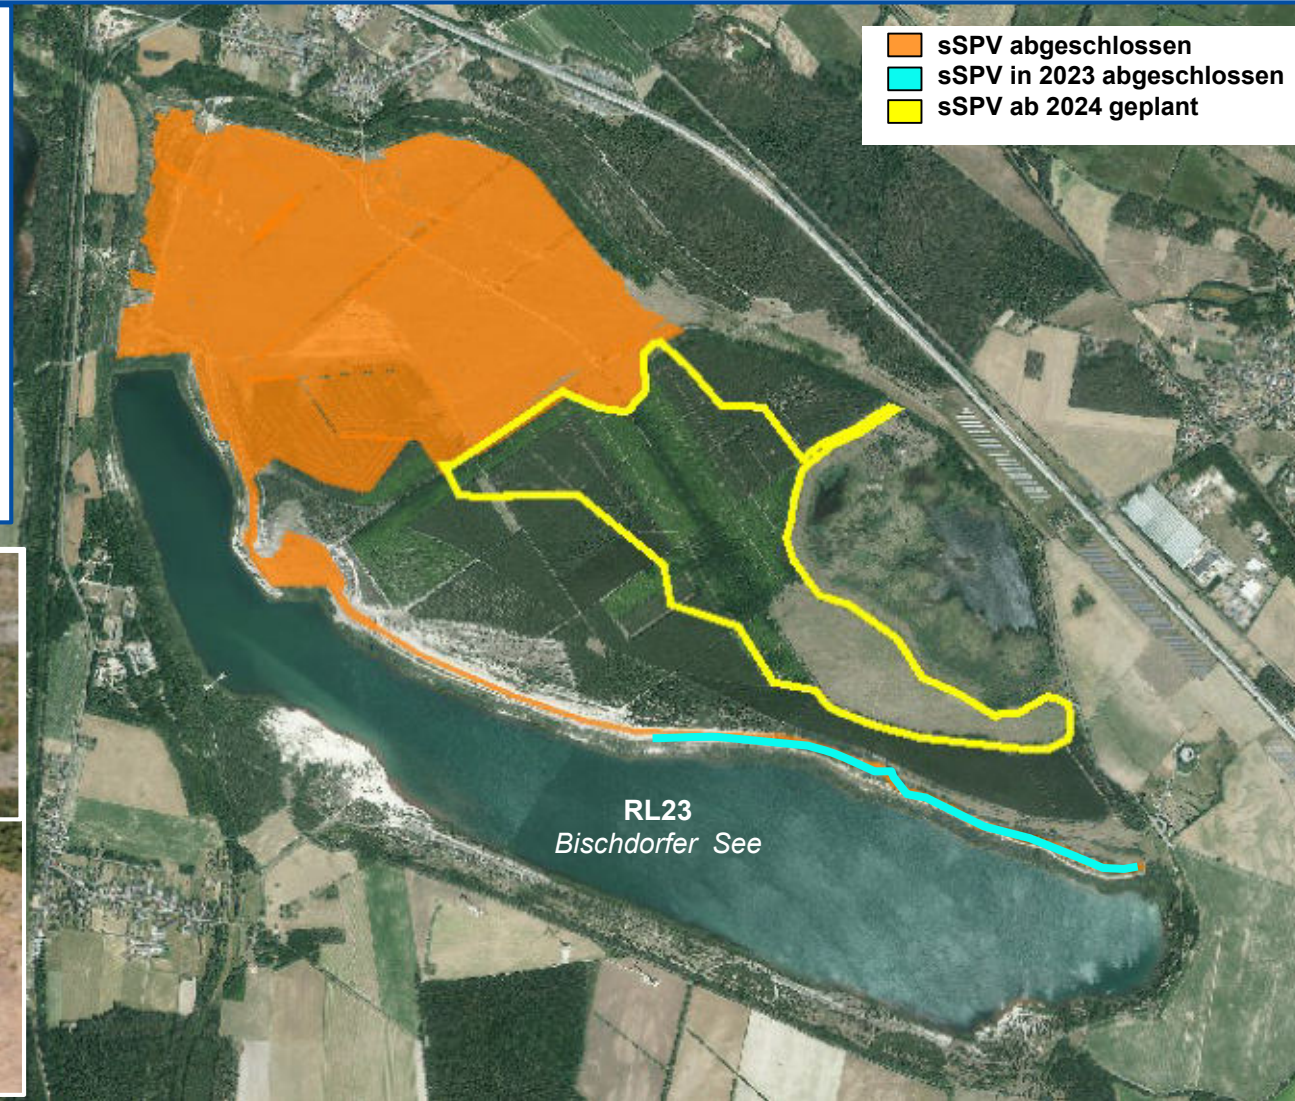 sSPV abgeschlossen
sSPV in 2023 abgeschlossen
sSPV ab 2024 geplant
RL23
Bischdorfer See